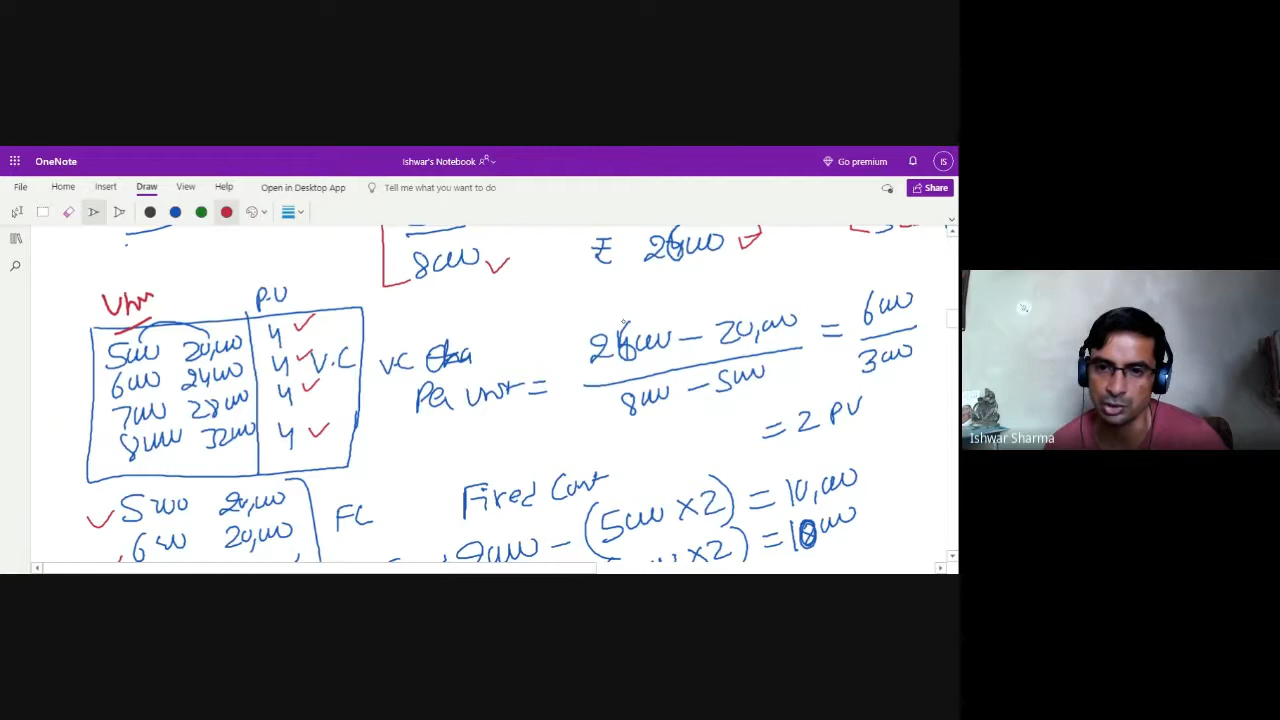 OneNote
Ishwar's Notebook
Go premium
IS
File Home Insert Draw View Help Open in Desktop App Tell me what you want to do
Share
8000
₹ 26000
Units P.U
5000 20,000 4
6000 24000 4 V.C
7000 28000 4
8000 32000 4
VC
Per unit = 26000 - 20,000 = 6000
8000 - 5000 3000
= 2 PU
5000 20,000
6000 20,000
FC
Fixed Cost
- (5000 x 2) = 10,000
x 2) = 10000
Ishwar Sharma